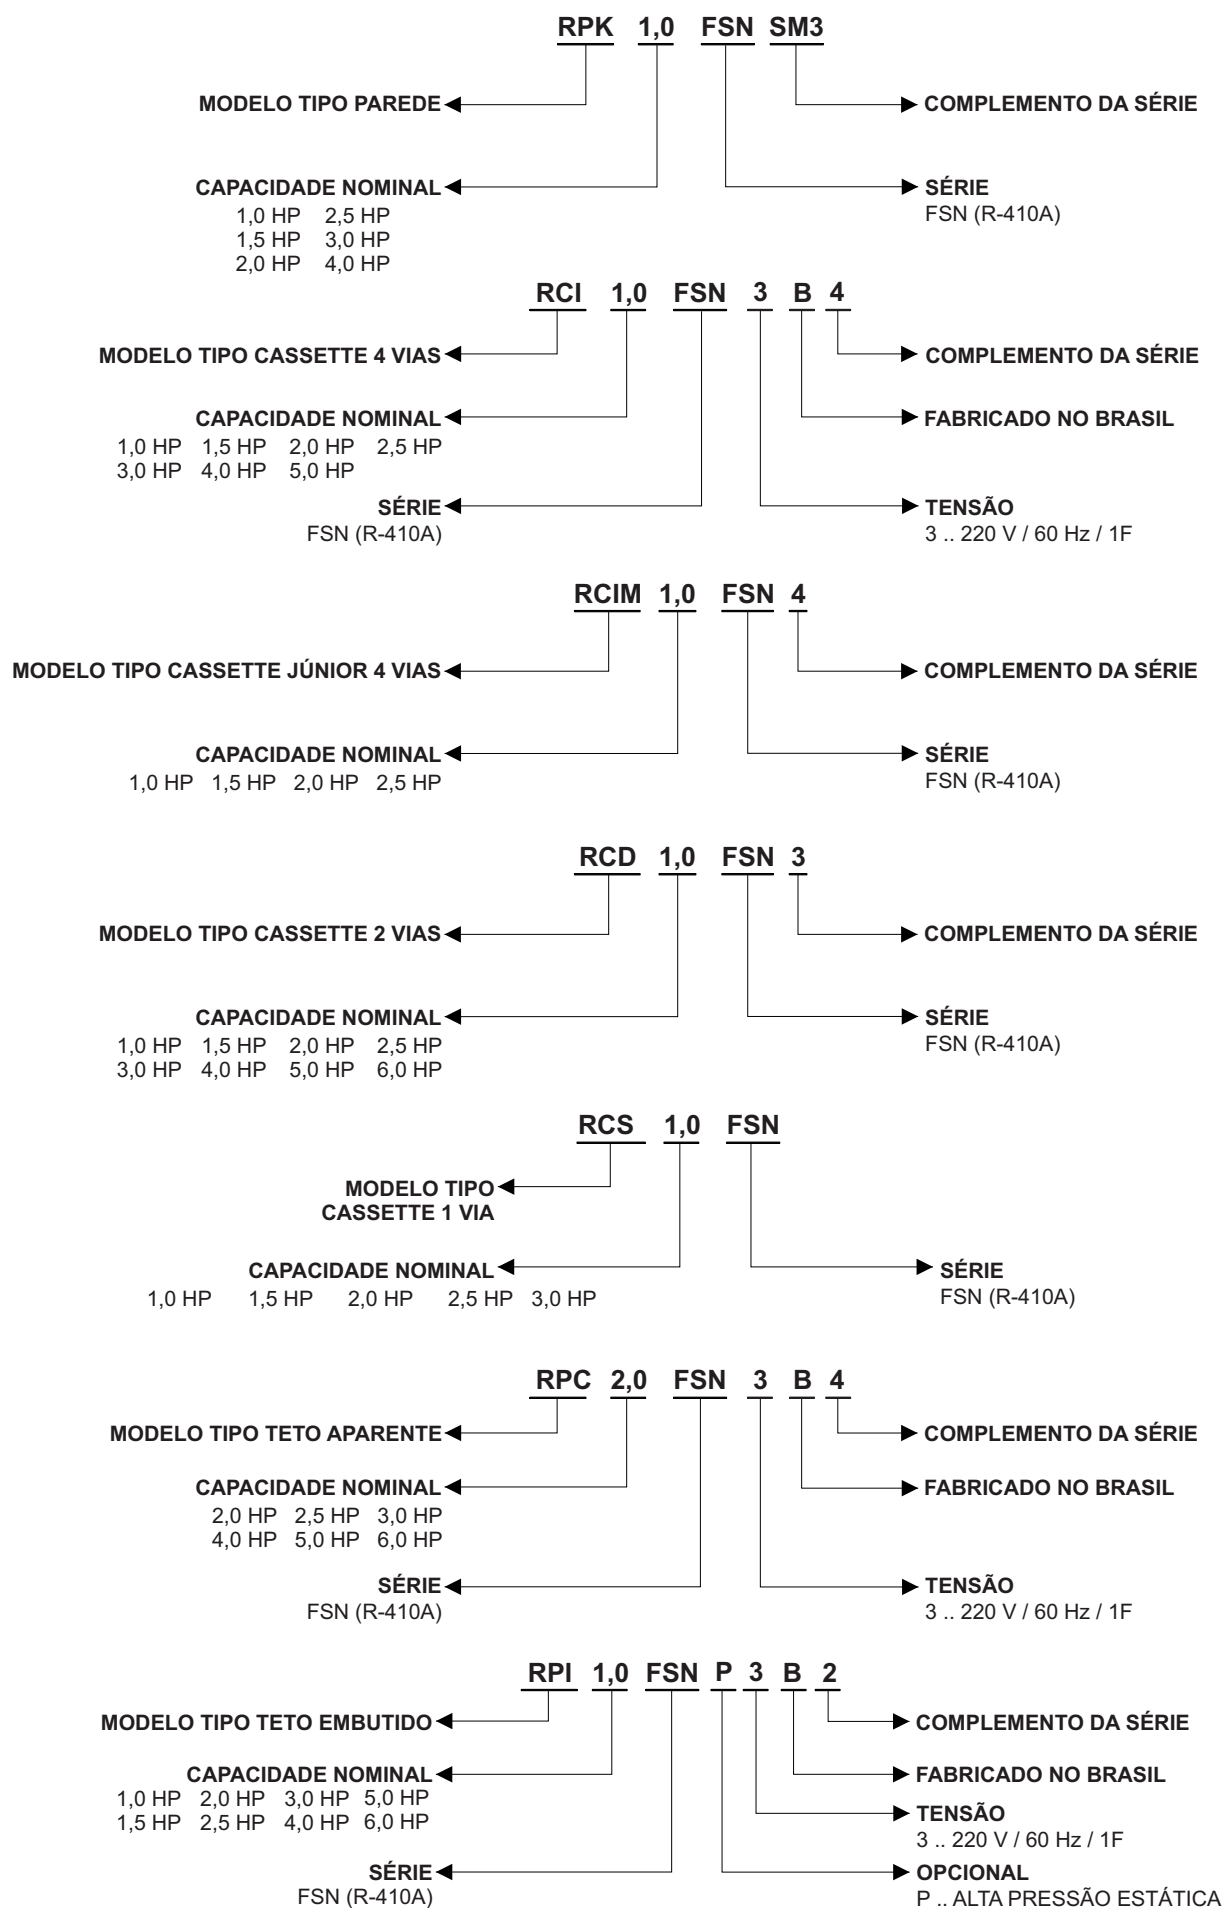 RPK 1,0 FSN SM3
MODELO TIPO PAREDE
COMPLEMENTO DA SÉRIE
CAPACIDADE NOMINAL
1,0 HP 2,5 HP
1,5 HP 3,0 HP
2,0 HP 4,0 HP
SÉRIE
FSN (R-410A)
RCI 1,0 FSN 3 B 4
MODELO TIPO CASSETTE 4 VIAS
COMPLEMENTO DA SÉRIE
CAPACIDADE NOMINAL
1,0 HP 1,5 HP 2,0 HP 2,5 HP
3,0 HP 4,0 HP 5,0 HP
FABRICADO NO BRASIL
SÉRIE
FSN (R-410A)
TENSÃO
3 .. 220 V / 60 Hz / 1F
RCIM 1,0 FSN 4
MODELO TIPO CASSETTE JÚNIOR 4 VIAS
COMPLEMENTO DA SÉRIE
CAPACIDADE NOMINAL
1,0 HP 1,5 HP 2,0 HP 2,5 HP
SÉRIE
FSN (R-410A)
RCD 1,0 FSN 3
MODELO TIPO CASSETTE 2 VIAS
COMPLEMENTO DA SÉRIE
CAPACIDADE NOMINAL
1,0 HP 1,5 HP 2,0 HP 2,5 HP
3,0 HP 4,0 HP 5,0 HP 6,0 HP
SÉRIE
FSN (R-410A)
RCS 1,0 FSN
MODELO TIPO
CASSETTE 1 VIA
CAPACIDADE NOMINAL
1,0 HP 1,5 HP 2,0 HP 2,5 HP 3,0 HP
SÉRIE
FSN (R-410A)
RPC 2,0 FSN 3 B 4
MODELO TIPO TETO APARENTE
COMPLEMENTO DA SÉRIE
CAPACIDADE NOMINAL
2,0 HP 2,5 HP 3,0 HP
4,0 HP 5,0 HP 6,0 HP
FABRICADO NO BRASIL
SÉRIE
FSN (R-410A)
TENSÃO
3 .. 220 V / 60 Hz / 1F
RPI 1,0 FSN P 3 B 2
MODELO TIPO TETO EMBUTIDO
COMPLEMENTO DA SÉRIE
CAPACIDADE NOMINAL
1,0 HP 2,0 HP 3,0 HP 5,0 HP
1,5 HP 2,5 HP 4,0 HP 6,0 HP
FABRICADO NO BRASIL
TENSÃO
3 .. 220 V / 60 Hz / 1F
SÉRIE
FSN (R-410A)
OPCIONAL
P .. ALTA PRESSÃO ESTÁTICA